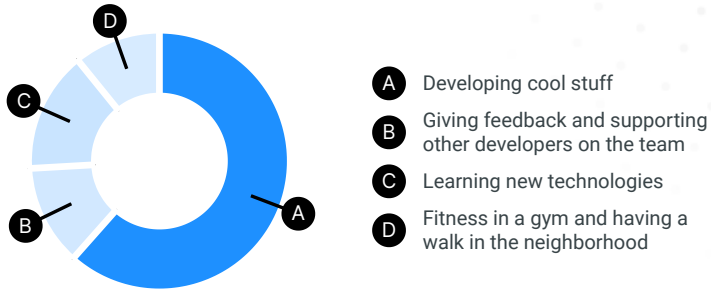 D
C
B
A
A Developing cool stuff
B Giving feedback and supporting
other developers on the team
C Learning new technologies
D Fitness in a gym and having a
walk in the neighborhood